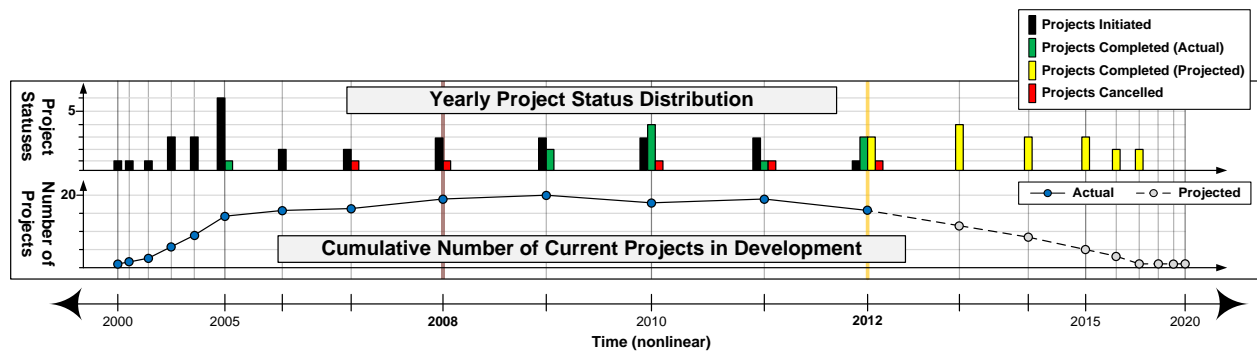 Projects Initiated
Projects Completed (Actual)
Projects Completed (Projected)
Projects Cancelled
Project
Statuses
5
Yearly Project Status Distribution
Number of
Projects
20
Actual
Projected
Cumulative Number of Current Projects in Development
2000
2005
2008
2010
2012
2015
2020
Time (nonlinear)